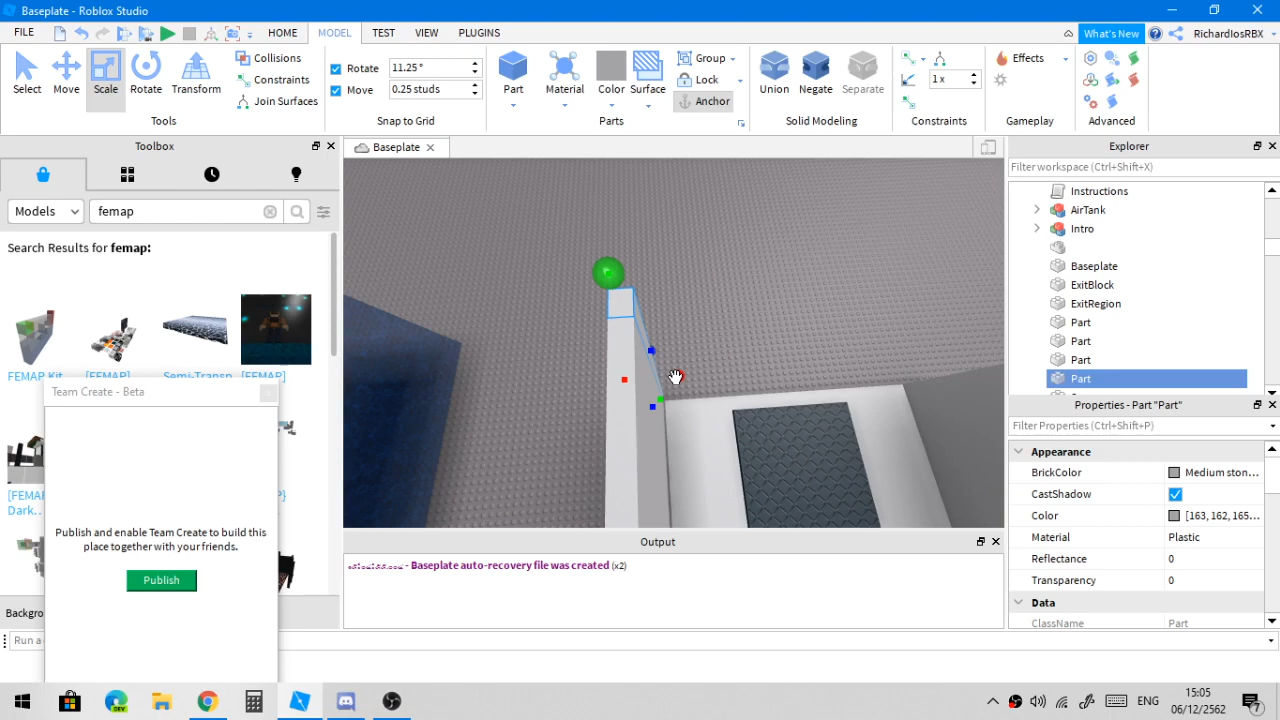 Baseplate - Roblox Studio
FILE
HOME
MODEL
TEST
VIEW
PLUGINS
What's New
RichardlosRBX
Select
Move
Scale
Rotate
Transform
Collisions
Constraints
Join Surfaces
Tools
Rotate
11.25°
Move
0.25 studs
Snap to Grid
Part
Material
Color
Surface
Group
Lock
Anchor
Parts
Union
Negate
Separate
Solid Modeling
1 x
Constraints
Effects
Gameplay
Advanced
Toolbox
Models
femap
Search Results for femap:
FEMAP Kit
[FEMAP]
Semi-Transp
[FEMAP]
[FEMAP
Dark..
P}
Team Create - Beta
Publish and enable Team Create to build this
place together with your friends.
Publish
Backgro
Run a
Baseplate
Output
- Baseplate auto-recovery file was created (x2)
Explorer
Filter workspace (Ctrl+Shift+X)
Instructions
AirTank
Intro
Baseplate
ExitBlock
ExitRegion
Part
Part
Part
Part
Properties - Part "Part"
Filter Properties (Ctrl+Shift+P)
Appearance
BrickColor
Medium ston...
CastShadow
Color
[163, 162, 165...
Material
Plastic
Reflectance
0
Transparency
0
Data
ClassName
Part
DEV
ENG
15:05
06/12/2562
7